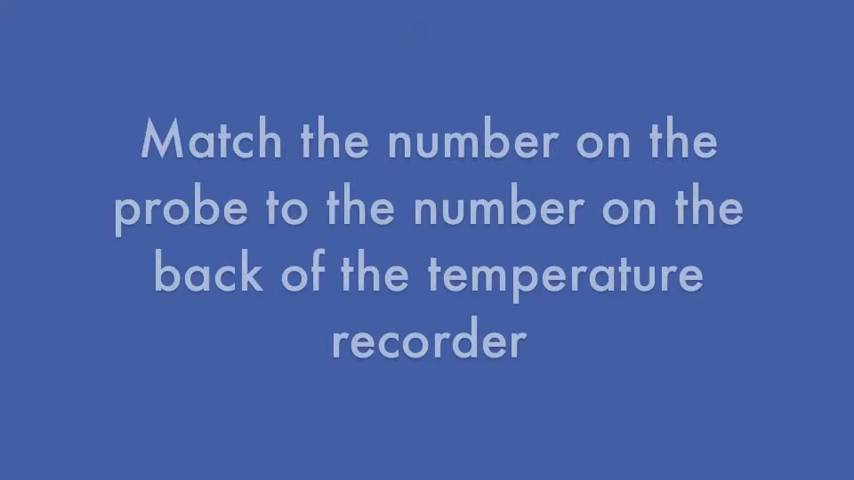 Match the number on the
probe to the number on the
back of the temperature
recorder